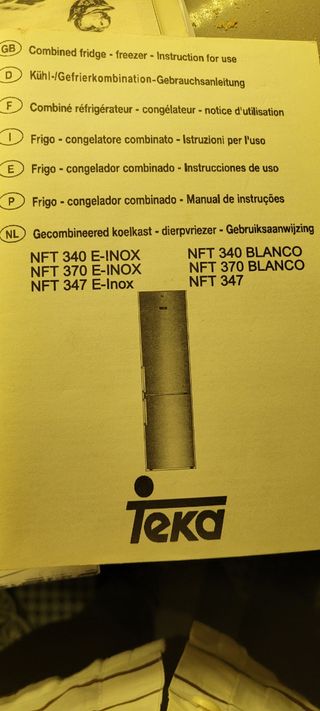 GB Combined fridge - freezer - Instruction for use
D Kühl-/Gefrierkombination-Gebrauchsanleitung
F Combiné réfrigérateur - congélateur - notice d'utilisation
I Frigo - congelatore combinato - Istruzioni per l'uso
E Frigo - congelador combinado - Instrucciones de uso
P Frigo - congelador combinado - Manual de instruções
NL Gecombineered koelkast - dierpvriezer - Gebruiksaanwijzing
NFT 340 E-INOX NFT 340 BLANCO
NFT 370 E-INOX NFT 370 BLANCO
NFT 347 E-Inox NFT 347
Teka